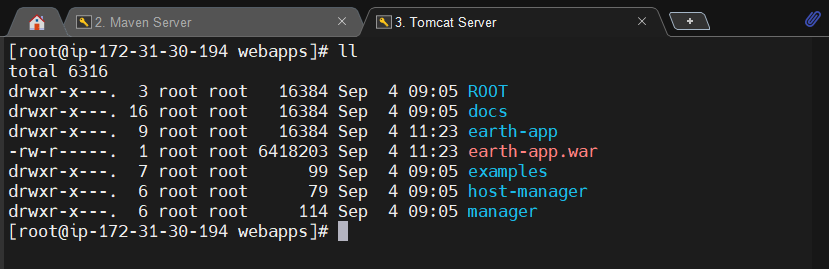 2. Maven Server
3. Tomcat Server
[root@ip-172-31-30-194 webapps]# ll
total 6316
drwxr-x---.  3 root root   16384 Sep  4 09:05 ROOT
drwxr-x---. 16 root root   16384 Sep  4 09:05 docs
drwxr-x---.  9 root root   16384 Sep  4 11:23 earth-app
-rw-r-----.  1 root root 6418203 Sep  4 11:23 earth-app.war
drwxr-x---.  7 root root      99 Sep  4 09:05 examples
drwxr-x---.  6 root root      79 Sep  4 09:05 host-manager
drwxr-x---.  6 root root     114 Sep  4 09:05 manager
[root@ip-172-31-30-194 webapps]#